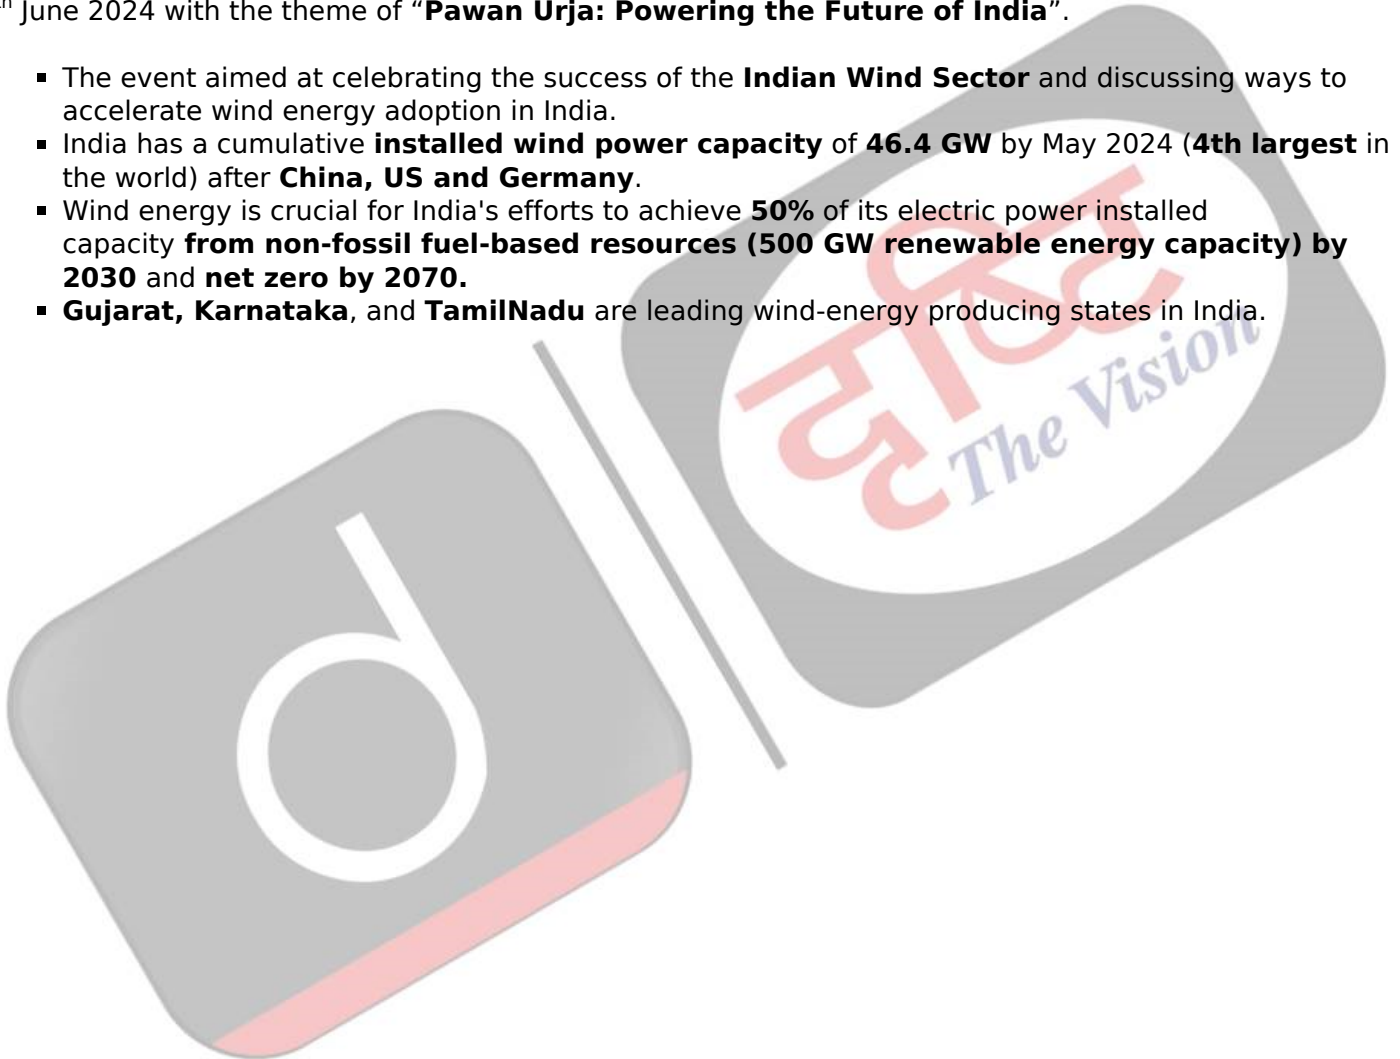 th June 2024 with the theme of “Pawan Urja: Powering the Future of India”.
▪ The event aimed at celebrating the success of the Indian Wind Sector and discussing ways to
accelerate wind energy adoption in India.
▪ India has a cumulative installed wind power capacity of 46.4 GW by May 2024 (4th largest in
the world) after China, US and Germany.
▪ Wind energy is crucial for India's efforts to achieve 50% of its electric power installed
capacity from non-fossil fuel-based resources (500 GW renewable energy capacity) by
2030 and net zero by 2070.
▪ Gujarat, Karnataka, and TamilNadu are leading wind-energy producing states in India.
दृष्टि
The Vision
d